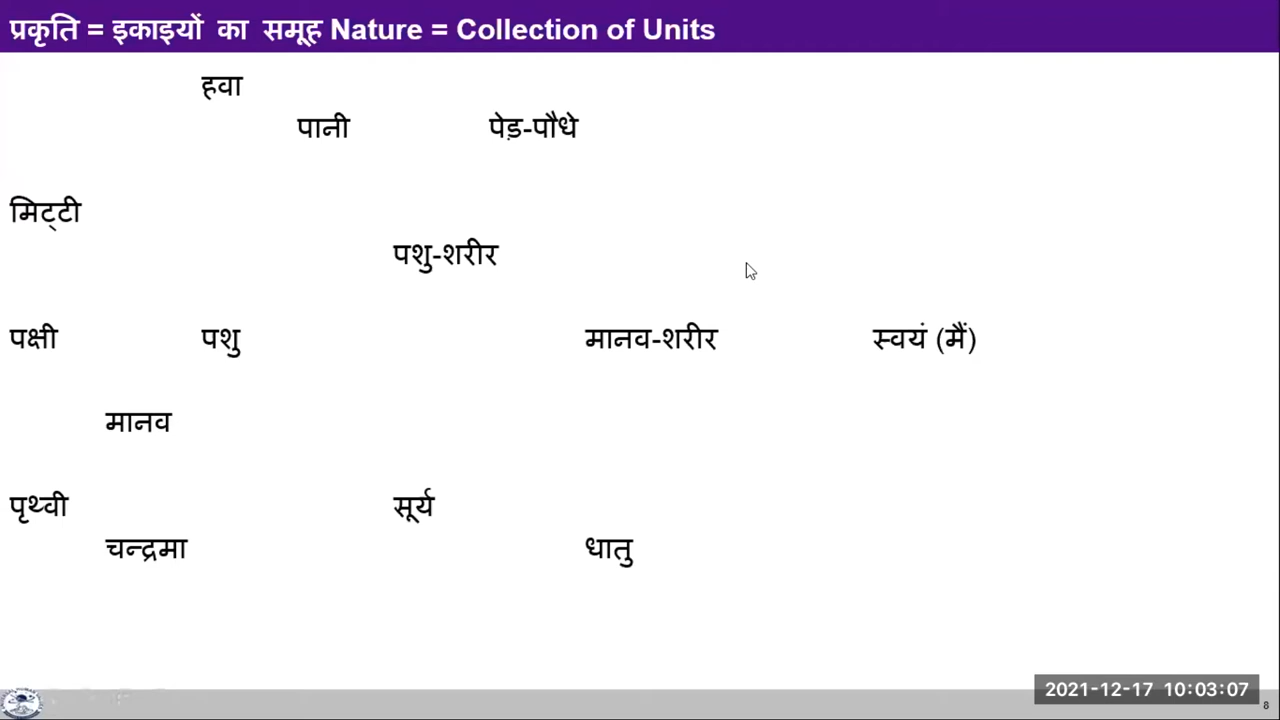 प्रकृति = इकाइयों का समूह Nature = Collection of Units
हवा
पानी पेड़-पौधे
मिट्टी
पशु-शरीर
पक्षी पशु मानव-शरीर स्वयं (मैं)
मानव
पृथ्वी सूर्य
चन्द्रमा धातु
2021-12-17 10:03:07
8